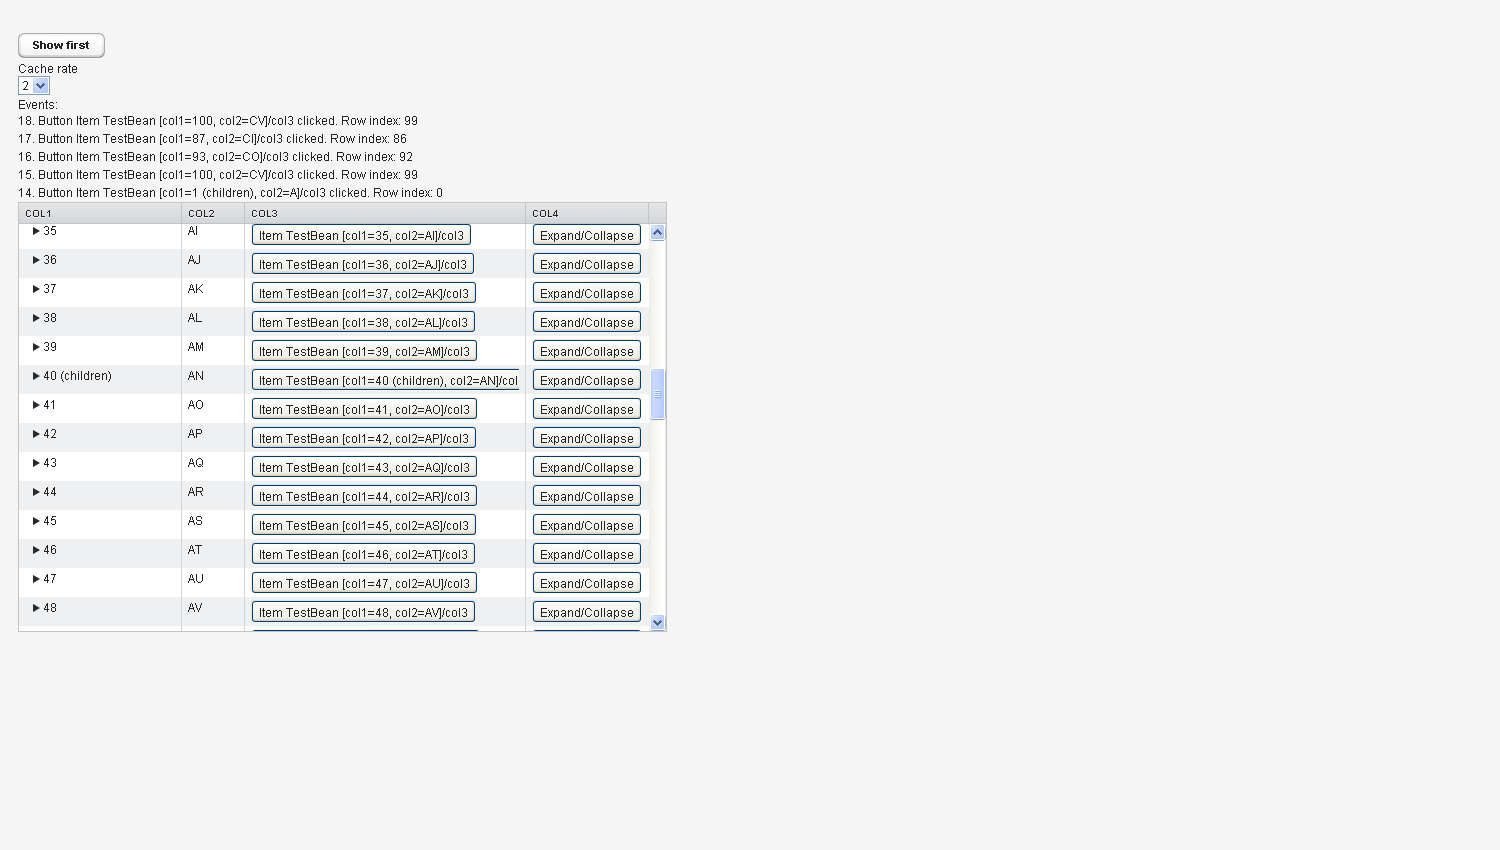 Show first
Cache rate
2
Events:
18. Button Item TestBean [col1=100, col2=CV]/col3 clicked. Row index: 99
17. Button Item TestBean [col1=87, col2=CI]/col3 clicked. Row index: 86
16. Button Item TestBean [col1=93, col2=CO]/col3 clicked. Row index: 92
15. Button Item TestBean [col1=100, col2=CV]/col3 clicked. Row index: 99
14. Button Item TestBean [col1=1 (children), col2=A]/col3 clicked. Row index: 0
COL1 COL2 COL3 COL4
35 AI Item TestBean [col1=35, col2=AI]/col3 Expand/Collapse
36 AJ Item TestBean [col1=36, col2=AJ]/col3 Expand/Collapse
37 AK Item TestBean [col1=37, col2=AK]/col3 Expand/Collapse
38 AL Item TestBean [col1=38, col2=AL]/col3 Expand/Collapse
39 AM Item TestBean [col1=39, col2=AM]/col3 Expand/Collapse
40 (children) AN Item TestBean [col1=40 (children), col2=AN]/col Expand/Collapse
41 AO Item TestBean [col1=41, col2=AO]/col3 Expand/Collapse
42 AP Item TestBean [col1=42, col2=AP]/col3 Expand/Collapse
43 AQ Item TestBean [col1=43, col2=AQ]/col3 Expand/Collapse
44 AR Item TestBean [col1=44, col2=AR]/col3 Expand/Collapse
45 AS Item TestBean [col1=45, col2=AS]/col3 Expand/Collapse
46 AT Item TestBean [col1=46, col2=AT]/col3 Expand/Collapse
47 AU Item TestBean [col1=47, col2=AU]/col3 Expand/Collapse
48 AV Item TestBean [col1=48, col2=AV]/col3 Expand/Collapse